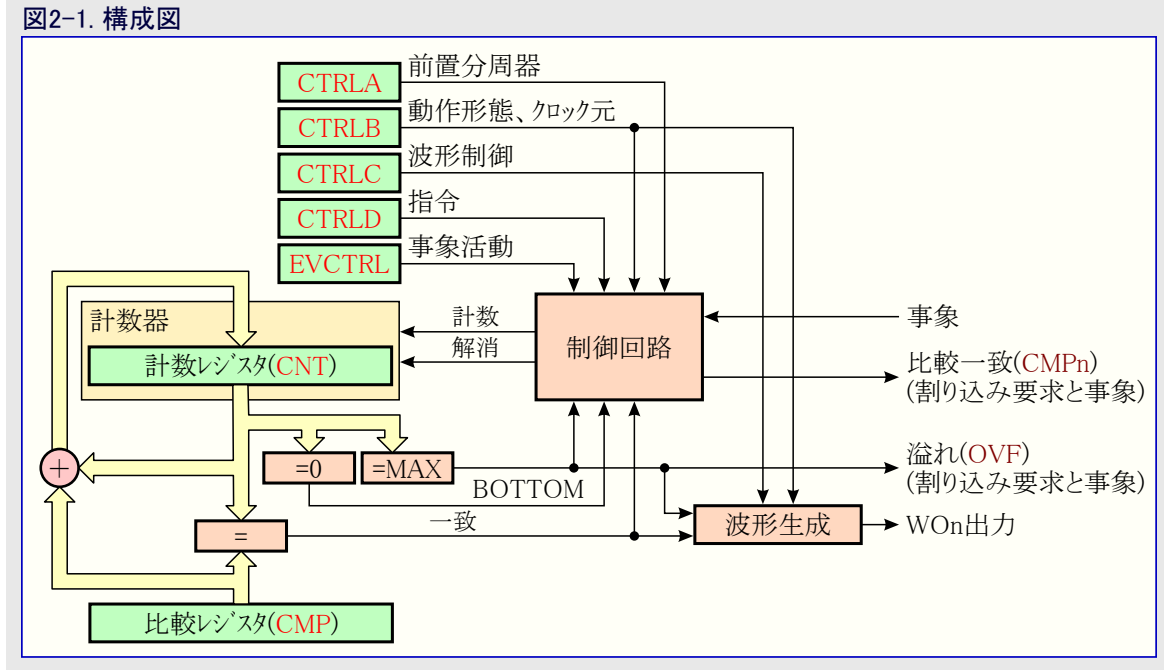 図2-1. 構成図
CTRLA
前置分周器
CTRLB
動作形態、クロック元
CTRLC
波形制御
CTRLD
指令
EVCTRL
事象活動
計数器
計数レジスタ(CNT)
計数
解消
制御回路
事象
比較一致(CMPn)
(割り込み要求と事象)
+
=0
=MAX
BOTTOM
溢れ(OVF)
(割り込み要求と事象)
=
一致
波形生成
WOn出力
比較レジスタ(CMP)